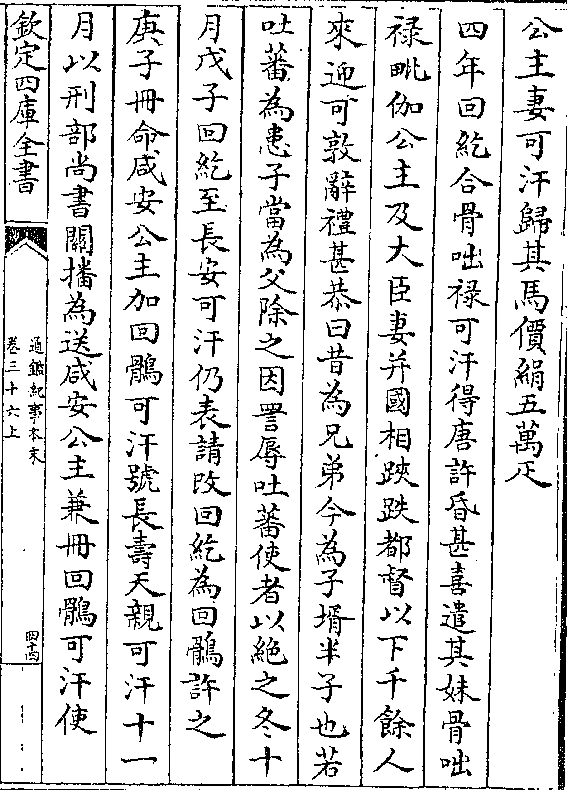 公主妻可汗歸其馬價絹五萬疋
四年回紇合骨咄禄可汗得唐許昏甚喜遣其妹骨咄
禄毗伽公主及大臣妻并國相䟤跌都督以下千餘人
來迎可敦辭禮甚恭曰昔為兄弟今為子壻半子也若
吐蕃為患子當為父除之因詈辱吐蕃使者以絶之冬十
月戊子回紇至長安可汗仍表請改回紇為回鶻許之
庚子冊命咸安公主加回鶻可汗號長壽天親可汗十一
月以刑部尚書關播為送咸安公主兼冊回鶻可汗使
欽定四庫全書
通鑑紀事本末
卷三十六上
四十四